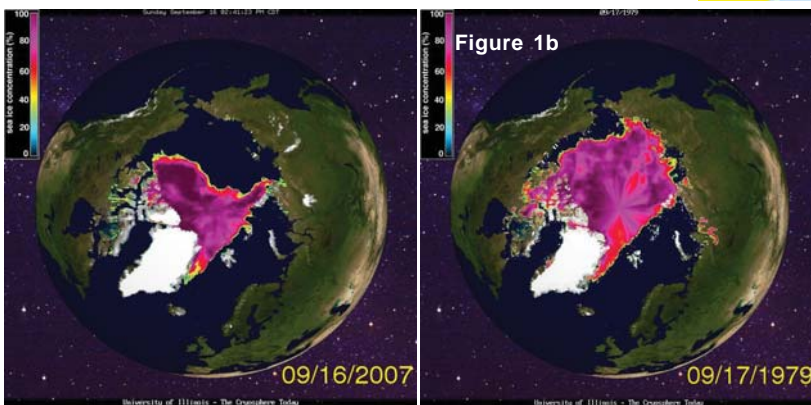 Sunday September 16 02:41:23 PM CDT
100
80
60
40
20
0
sea ice concentration (%)
09/16/2007
University of Illinois - The Cryosphere Today
09/17/1979
Figure 1b
100
80
60
40
20
0
sea ice concentration (%)
09/17/1979
University of Illinois - The Cryosphere Today